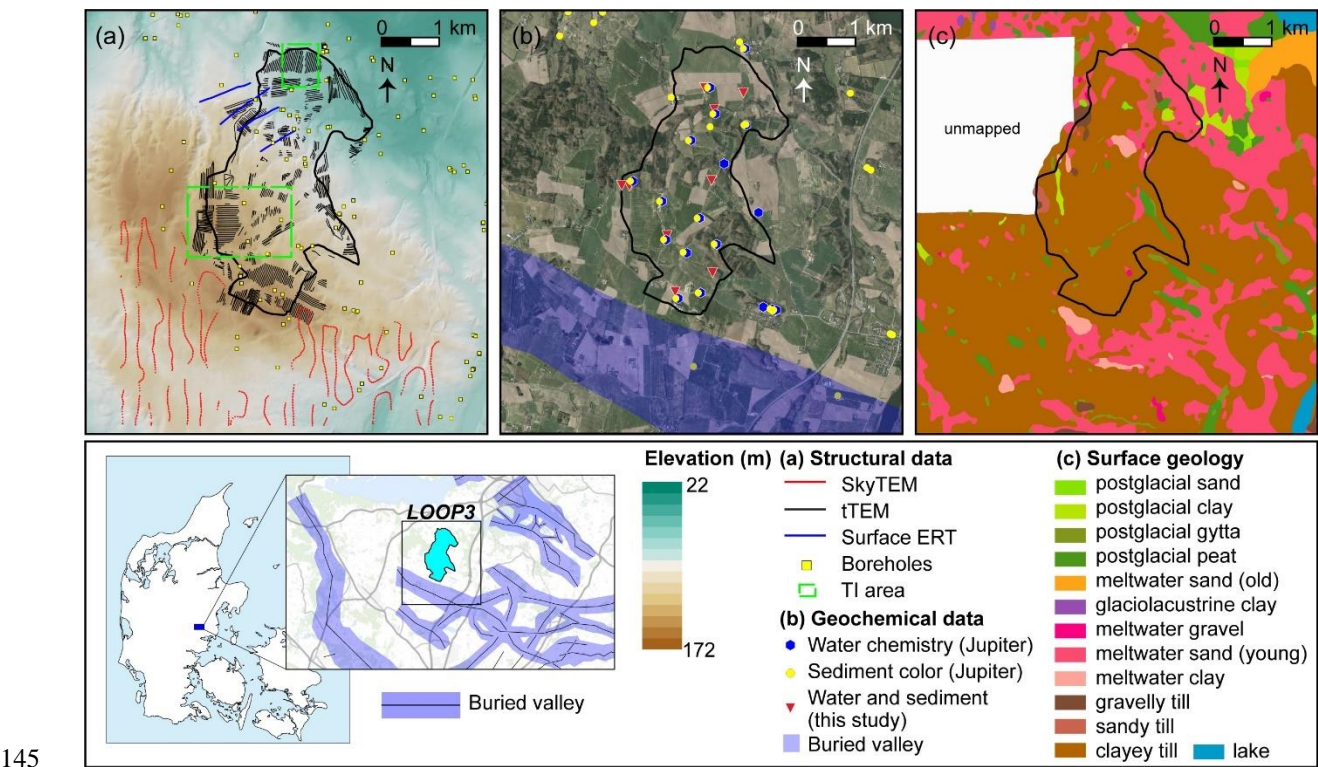 (a)
0 1 km
N
(b)
0 1 km
N
(c)
0 1 km
N
unmapped
LOOP3
Buried valley
Elevation (m)
22
172
(a) Structural data
SkyTEM
tTEM
Surface ERT
Boreholes
TI area
(b) Geochemical data
Water chemistry (Jupiter)
Sediment color (Jupiter)
Water and sediment
(this study)
Buried valley
(c) Surface geology
postglacial sand
postglacial clay
postglacial gytta
postglacial peat
meltwater sand (old)
glaciolacustrine clay
meltwater gravel
meltwater sand (young)
meltwater clay
gravelly till
sandy till
clayey till lake
145